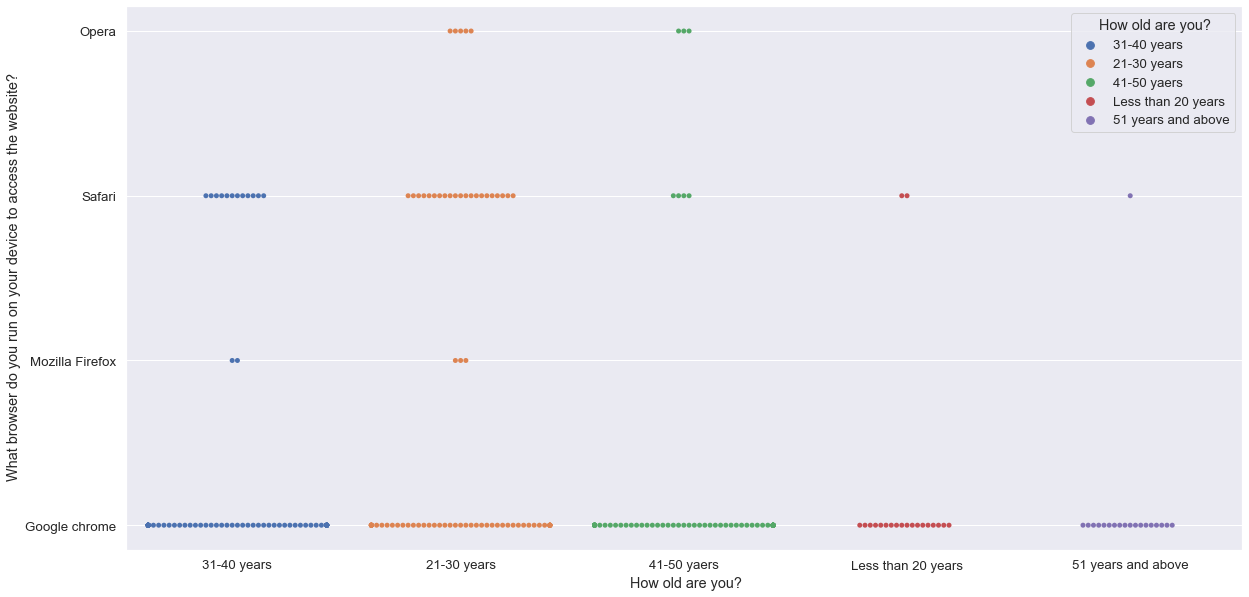 What browser do you run on your device to access the website?
Opera
Safari
Mozilla Firefox
Google chrome
How old are you?
31-40 years
21-30 years
41-50 yaers
Less than 20 years
51 years and above
31-40 years
21-30 years
41-50 yaers
Less than 20 years
51 years and above
How old are you?